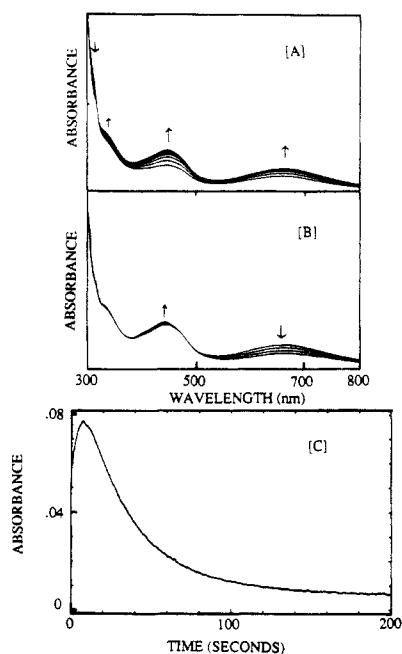 [A]
ABSORBANCE
↓
↑
↑
↑
[B]
ABSORBANCE
↑
↓
300 500 700 800
WAVELENGTH (nm)
.08
[C]
ABSORBANCE
.04
0
0 100 200
TIME (SECONDS)